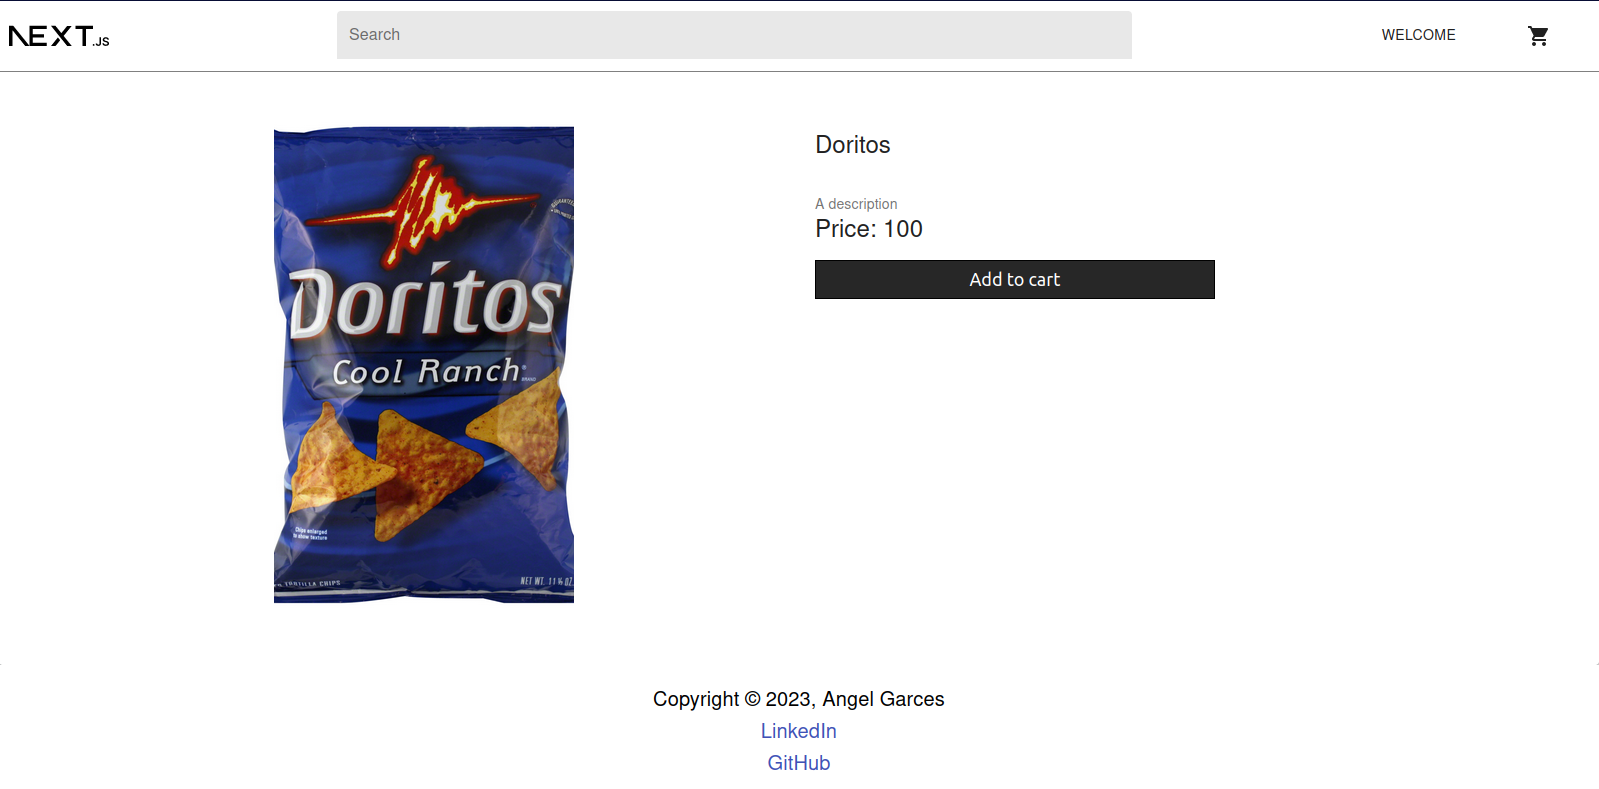 NEXT.JS
Search
WELCOME
Doritos
Cool Ranch
Chips enlarged
to show texture
TORTILLA CHIPS
NET WT. 11 ½ OZ
Doritos
A description
Price: 100
Add to cart
Copyright © 2023, Angel Garces
LinkedIn
GitHub